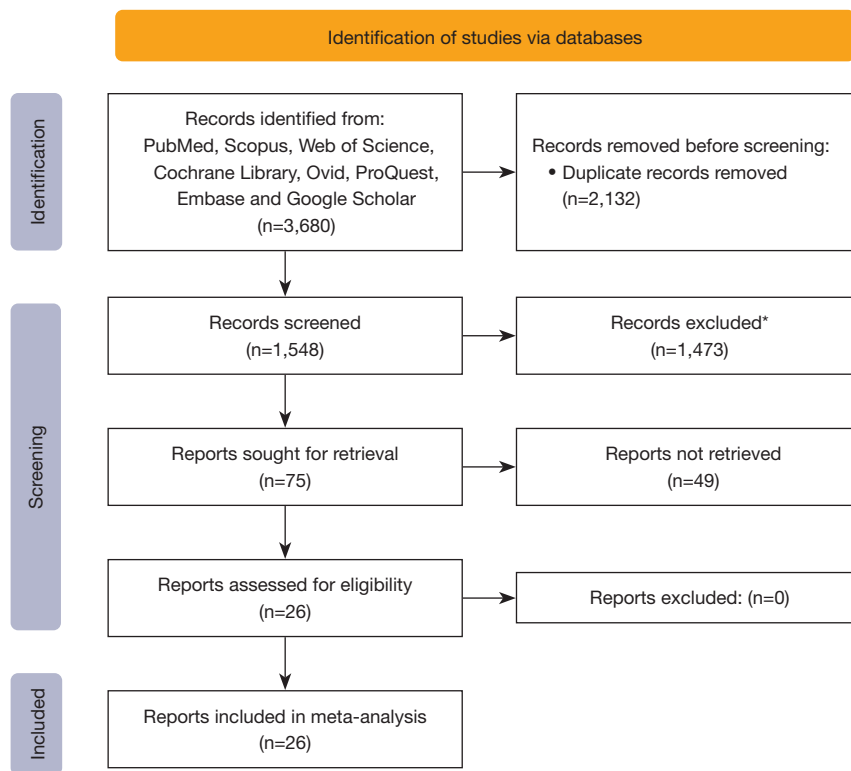 Identification of studies via databases
Identification
Records identified from:
PubMed, Scopus, Web of Science,
Cochrane Library, Ovid, ProQuest,
Embase and Google Scholar
(n=3,680)
Records removed before screening:
• Duplicate records removed
(n=2,132)
Screening
Records screened
(n=1,548)
Records excluded*
(n=1,473)
Reports sought for retrieval
(n=75)
Reports not retrieved
(n=49)
Reports assessed for eligibility
(n=26)
Reports excluded: (n=0)
Included
Reports included in meta-analysis
(n=26)